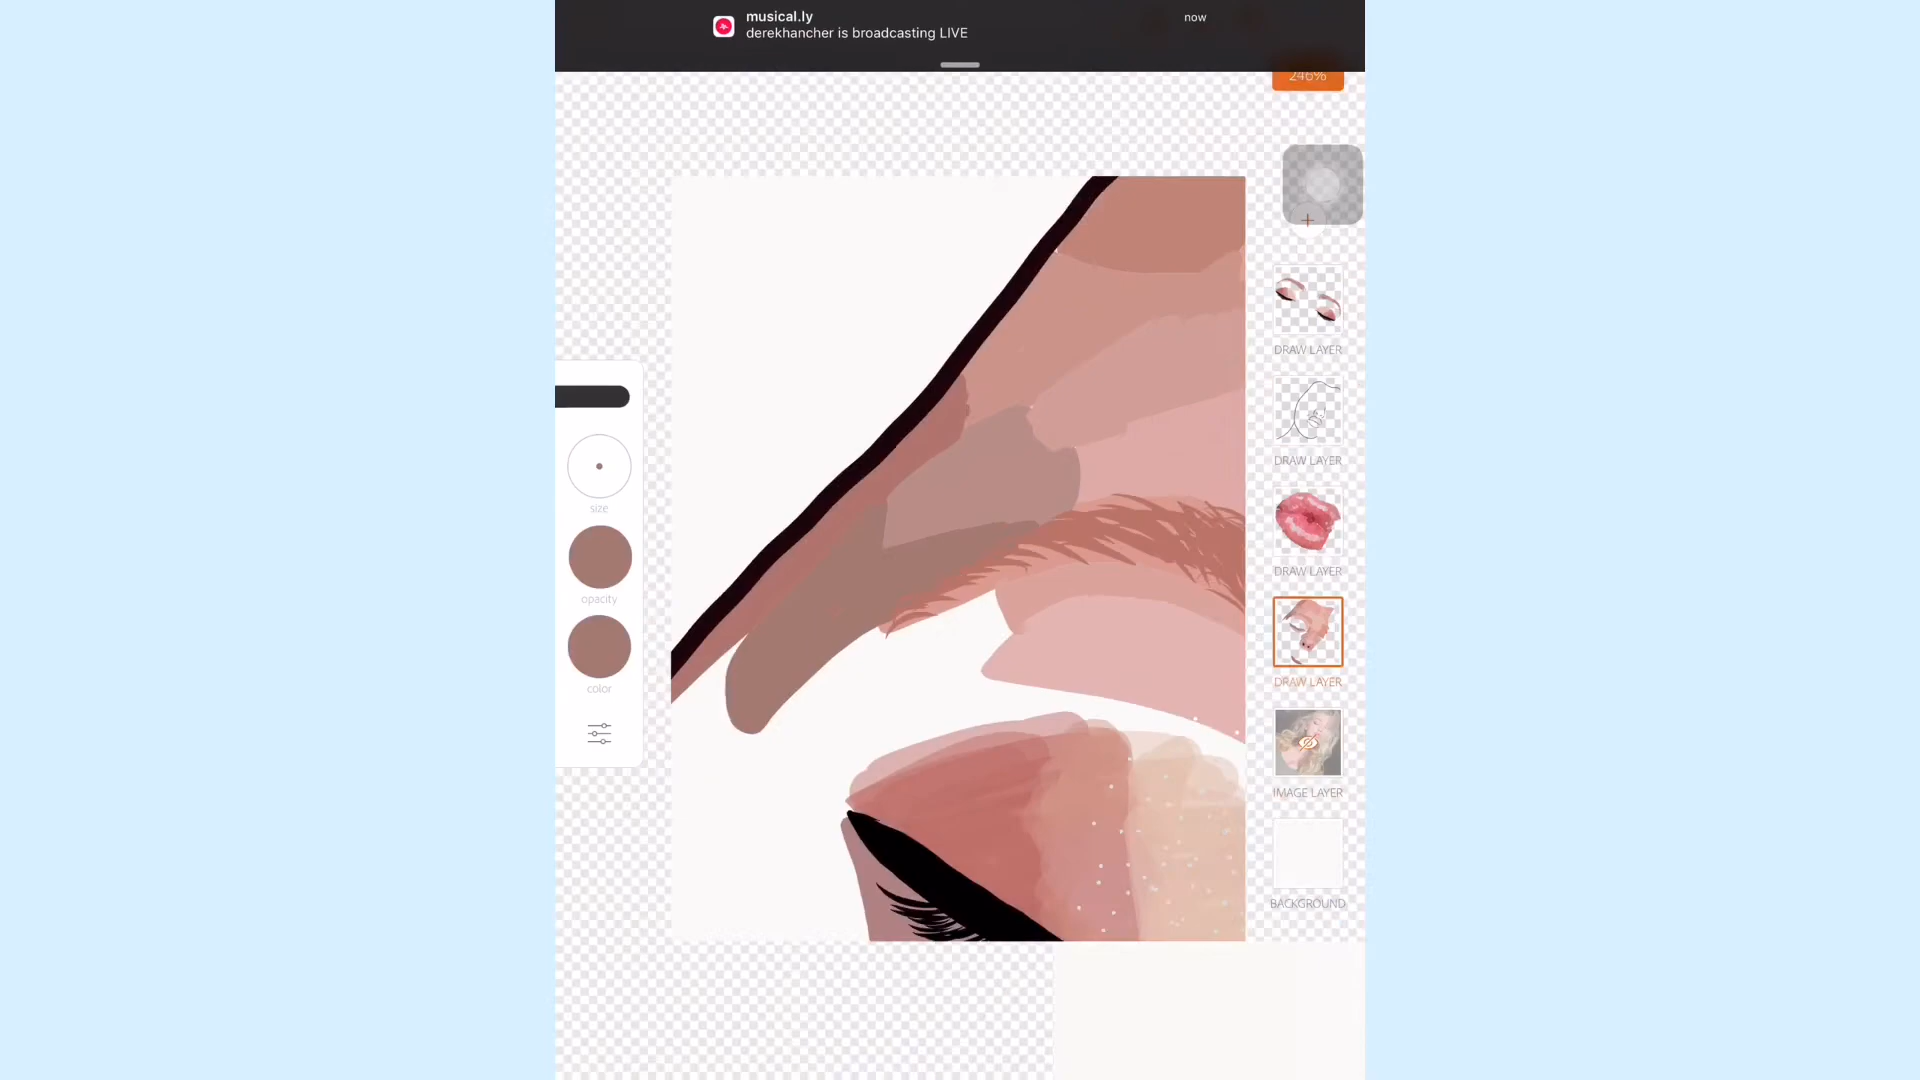 musical.ly
now
derekhancher is broadcasting LIVE
246%
DRAW LAYER
DRAW LAYER
size
DRAW LAYER
opacity
DRAW LAYER
color
IMAGE LAYER
BACKGROUND